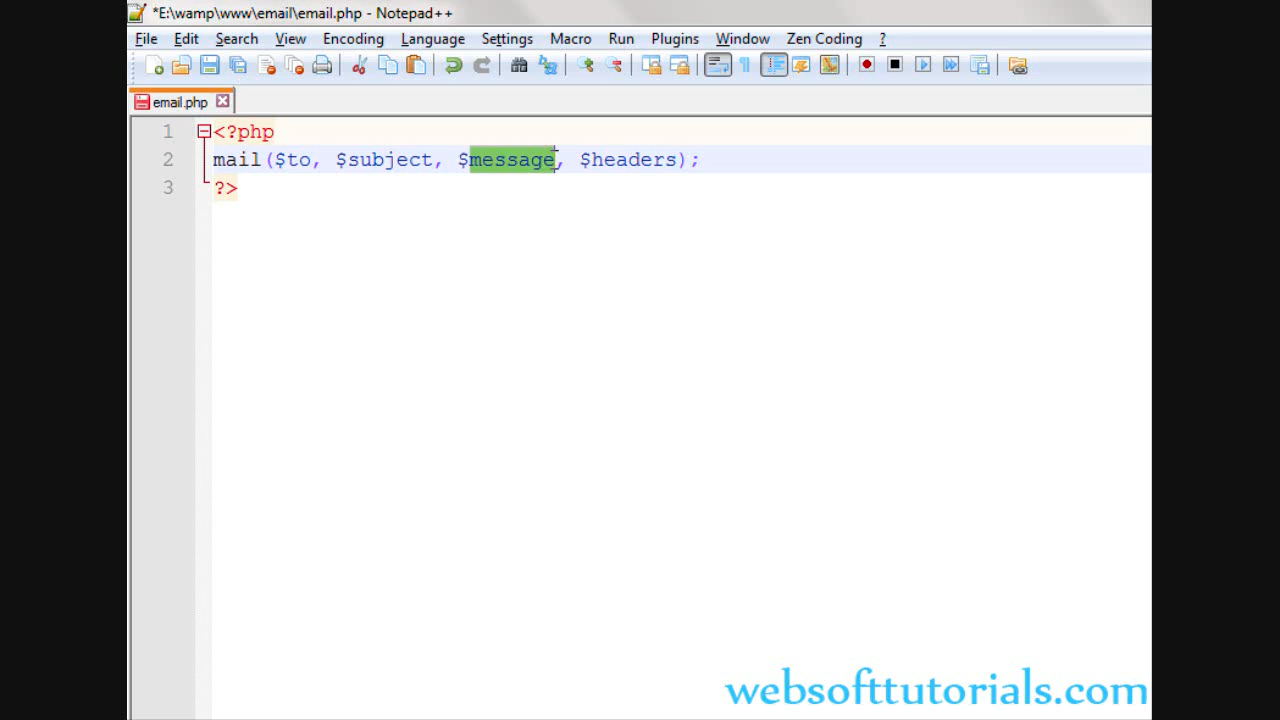 *E:\wamp\www\email\email.php - Notepad++
File Edit Search View Encoding Language Settings Macro Run Plugins Window Zen Coding ?
email.php
1 <?php
2 mail($to, $subject, $message, $headers);
3 ?>
websofttutorials.com